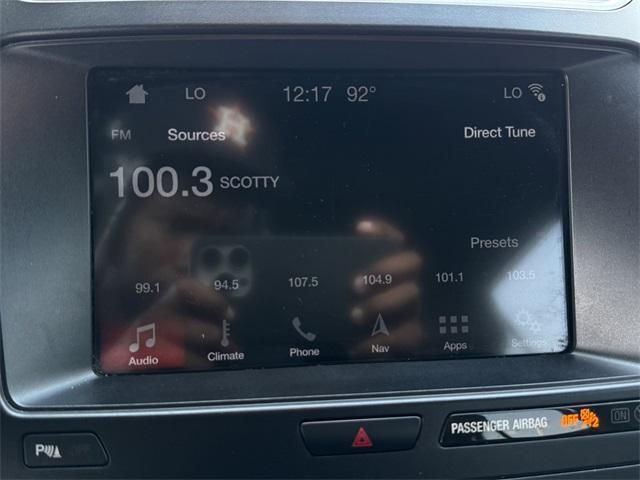 LO 12:17 92° LO
FM Sources Direct Tune
100.3 SCOTTY
Presets
99.1 94.5 107.5 104.9 101.1 103.5
Audio Climate Phone Nav Apps Settings
PASSENGER AIRBAG OFF ON
P